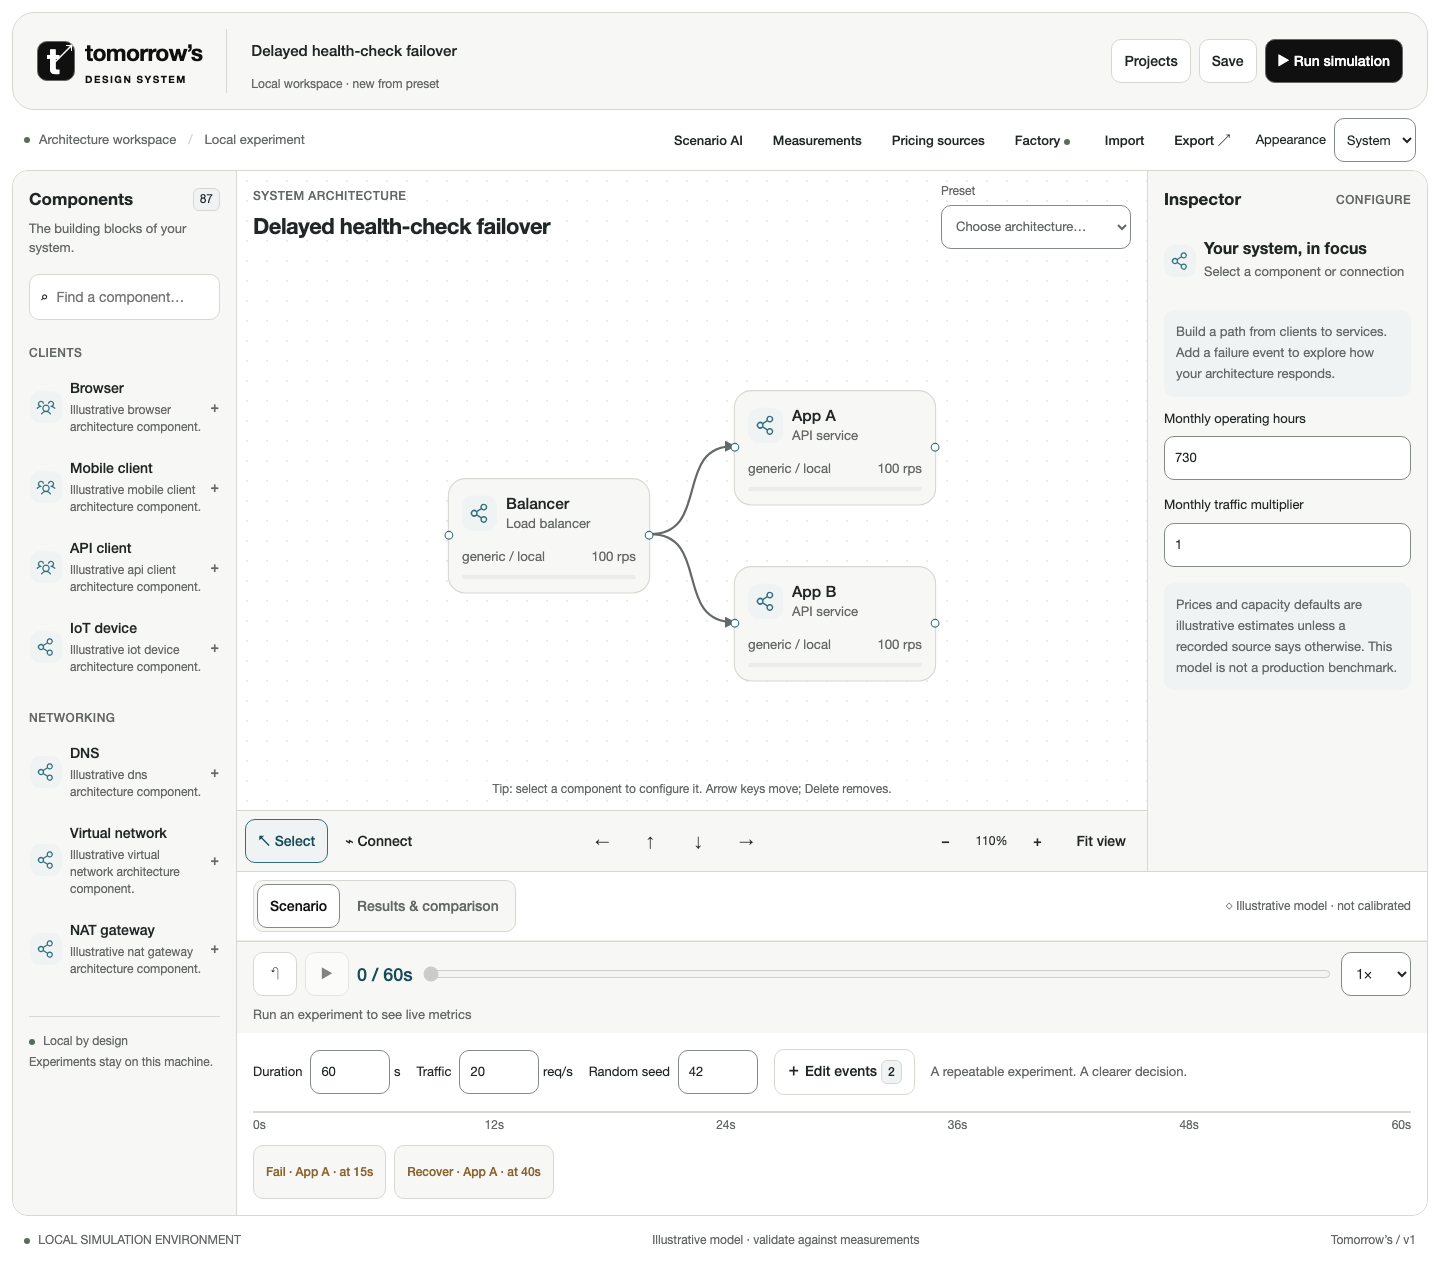 tomorrow's
DESIGN SYSTEM
Delayed health-check failover
Local workspace · new from preset
Projects
Save
▶ Run simulation
Architecture workspace / Local experiment
Scenario AI
Measurements
Pricing sources
Factory
Import
Export ↗
Appearance
System
Components
87
The building blocks of your
system.
Find a component...
CLIENTS
Browser
Illustrative browser
architecture component.
+
Mobile client
Illustrative mobile client
architecture component.
+
API client
Illustrative api client
architecture component.
+
IoT device
Illustrative iot device
architecture component.
+
NETWORKING
DNS
Illustrative dns
architecture component.
+
Virtual network
Illustrative virtual
network architecture
component.
+
NAT gateway
Illustrative nat gateway
architecture component.
+
Local by design
Experiments stay on this machine.
SYSTEM ARCHITECTURE
Delayed health-check failover
Preset
Choose architecture...
App A
API service
generic / local 100 rps
Balancer
Load balancer
generic / local 100 rps
App B
API service
generic / local 100 rps
Tip: select a component to configure it. Arrow keys move; Delete removes.
↖ Select
⌁ Connect
← ↑ ↓ →
− 110% +
Fit view
Inspector
CONFIGURE
Your system, in focus
Select a component or connection
Build a path from clients to services.
Add a failure event to explore how
your architecture responds.
Monthly operating hours
730
Monthly traffic multiplier
1
Prices and capacity defaults are
illustrative estimates unless a
recorded source says otherwise. This
model is not a production benchmark.
Scenario
Results & comparison
◇ Illustrative model · not calibrated
0 / 60s
1×
Run an experiment to see live metrics
Duration 60 s
Traffic 20 req/s
Random seed 42
+ Edit events 2
A repeatable experiment. A clearer decision.
0s 12s 24s 36s 48s 60s
Fail · App A · at 15s
Recover · App A · at 40s
LOCAL SIMULATION ENVIRONMENT
Illustrative model · validate against measurements
Tomorrow's / v1